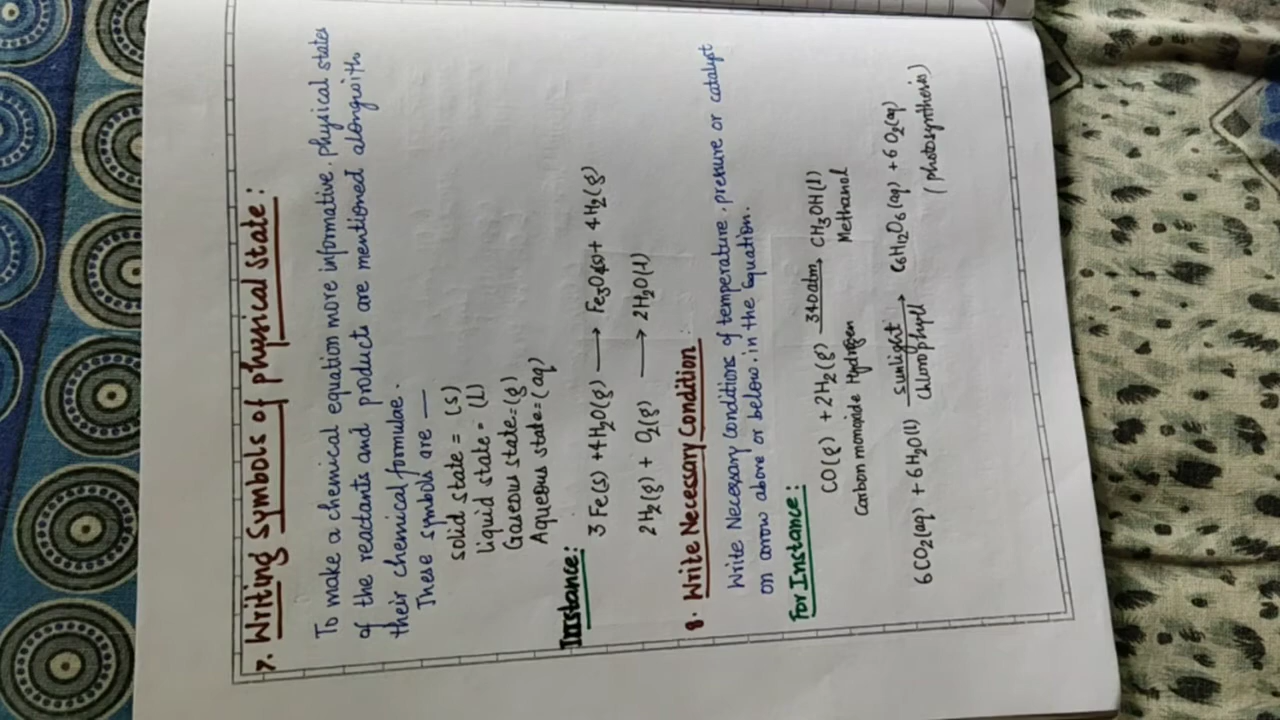 7. Writing Symbols of physical state:
To make a chemical equation more informative. physical states
of the reactants and products are mentioned alongwith
their chemical formulae.
These symbols are —
solid state = (s)
liquid state = (l)
Gaseous state = (g)
Aqueous state = (aq)
Instance:
3 Fe(s) + 4H2O(g) → Fe3O4(s) + 4H2(g)
2H2(g) + O2(g) → 2H2O(l)
8. Write Necessary Condition:
Write Necessary Conditions of temperature, pressure or catalyst
on arrow above or below. in the Equation.
For Instance:
340atm
CO(g) + 2H2(g) → CH3OH(l)
Carbon monoxide Hydrogen Methanol
sunlight
6CO2(aq) + 6H2O(l) → C6H12O6(aq) + 6O2(aq)
Chlorophyll (photosynthesis)